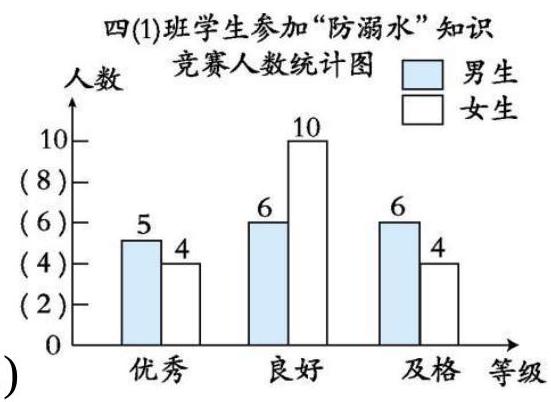 四(1)班学生参加“防溺水”知识
竞赛人数统计图
男生
女生
人数
10
(8)
(6)
(4)
(2)
0
5
4
6
10
6
4
优秀
良好
及格
等级
)